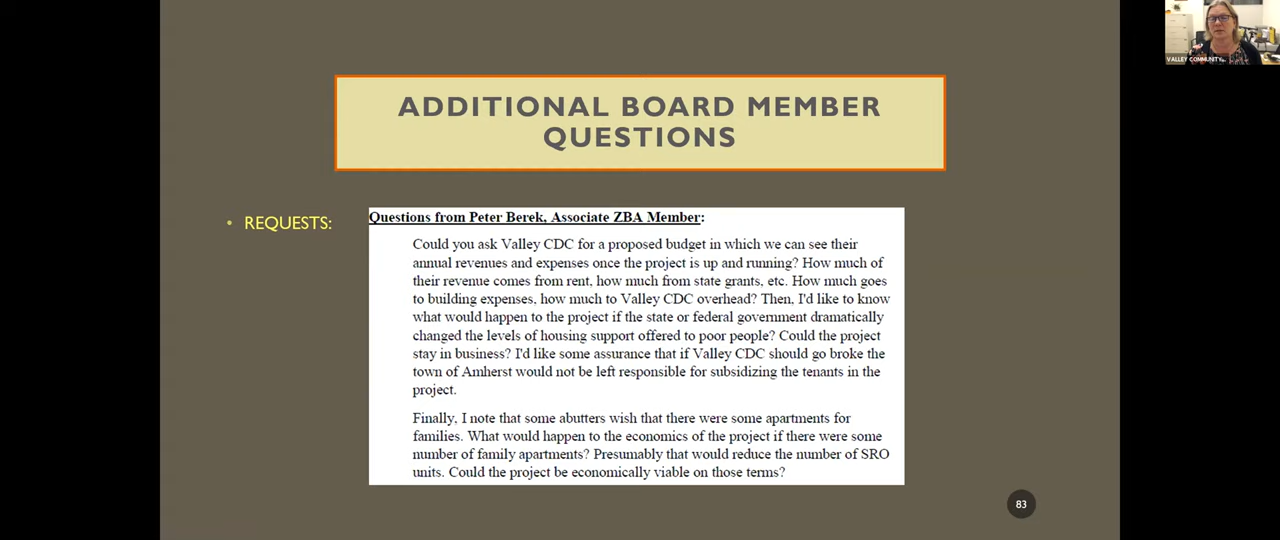 VALLEY COMMUNITY...
ADDITIONAL BOARD MEMBER
QUESTIONS
• REQUESTS:
Questions from Peter Berek, Associate ZBA Member:
Could you ask Valley CDC for a proposed budget in which we can see their
annual revenues and expenses once the project is up and running? How much of
their revenue comes from rent, how much from state grants, etc. How much goes
to building expenses, how much to Valley CDC overhead? Then, I'd like to know
what would happen to the project if the state or federal government dramatically
changed the levels of housing support offered to poor people? Could the project
stay in business? I'd like some assurance that if Valley CDC should go broke the
town of Amherst would not be left responsible for subsidizing the tenants in the
project.
Finally, I note that some abutters wish that there were some apartments for
families. What would happen to the economics of the project if there were some
number of family apartments? Presumably that would reduce the number of SRO
units. Could the project be economically viable on those terms?
83